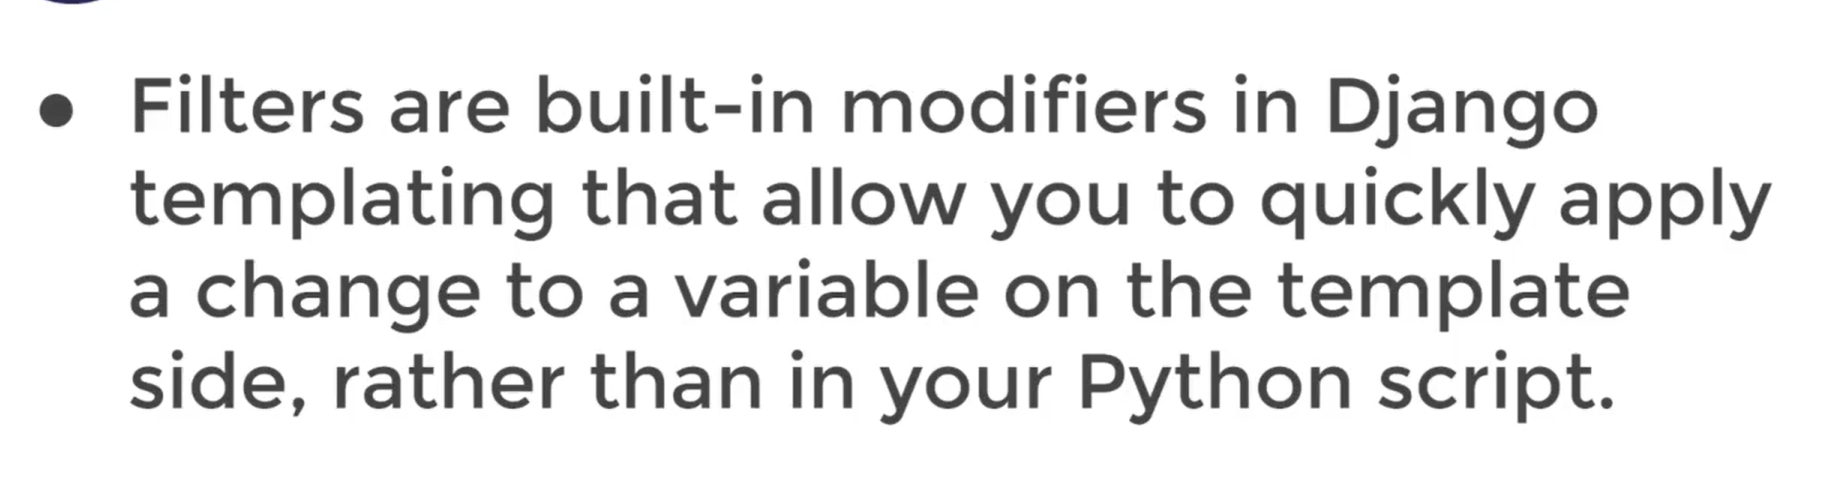 • Filters are built-in modifiers in Django
templating that allow you to quickly apply
a change to a variable on the template
side, rather than in your Python script.